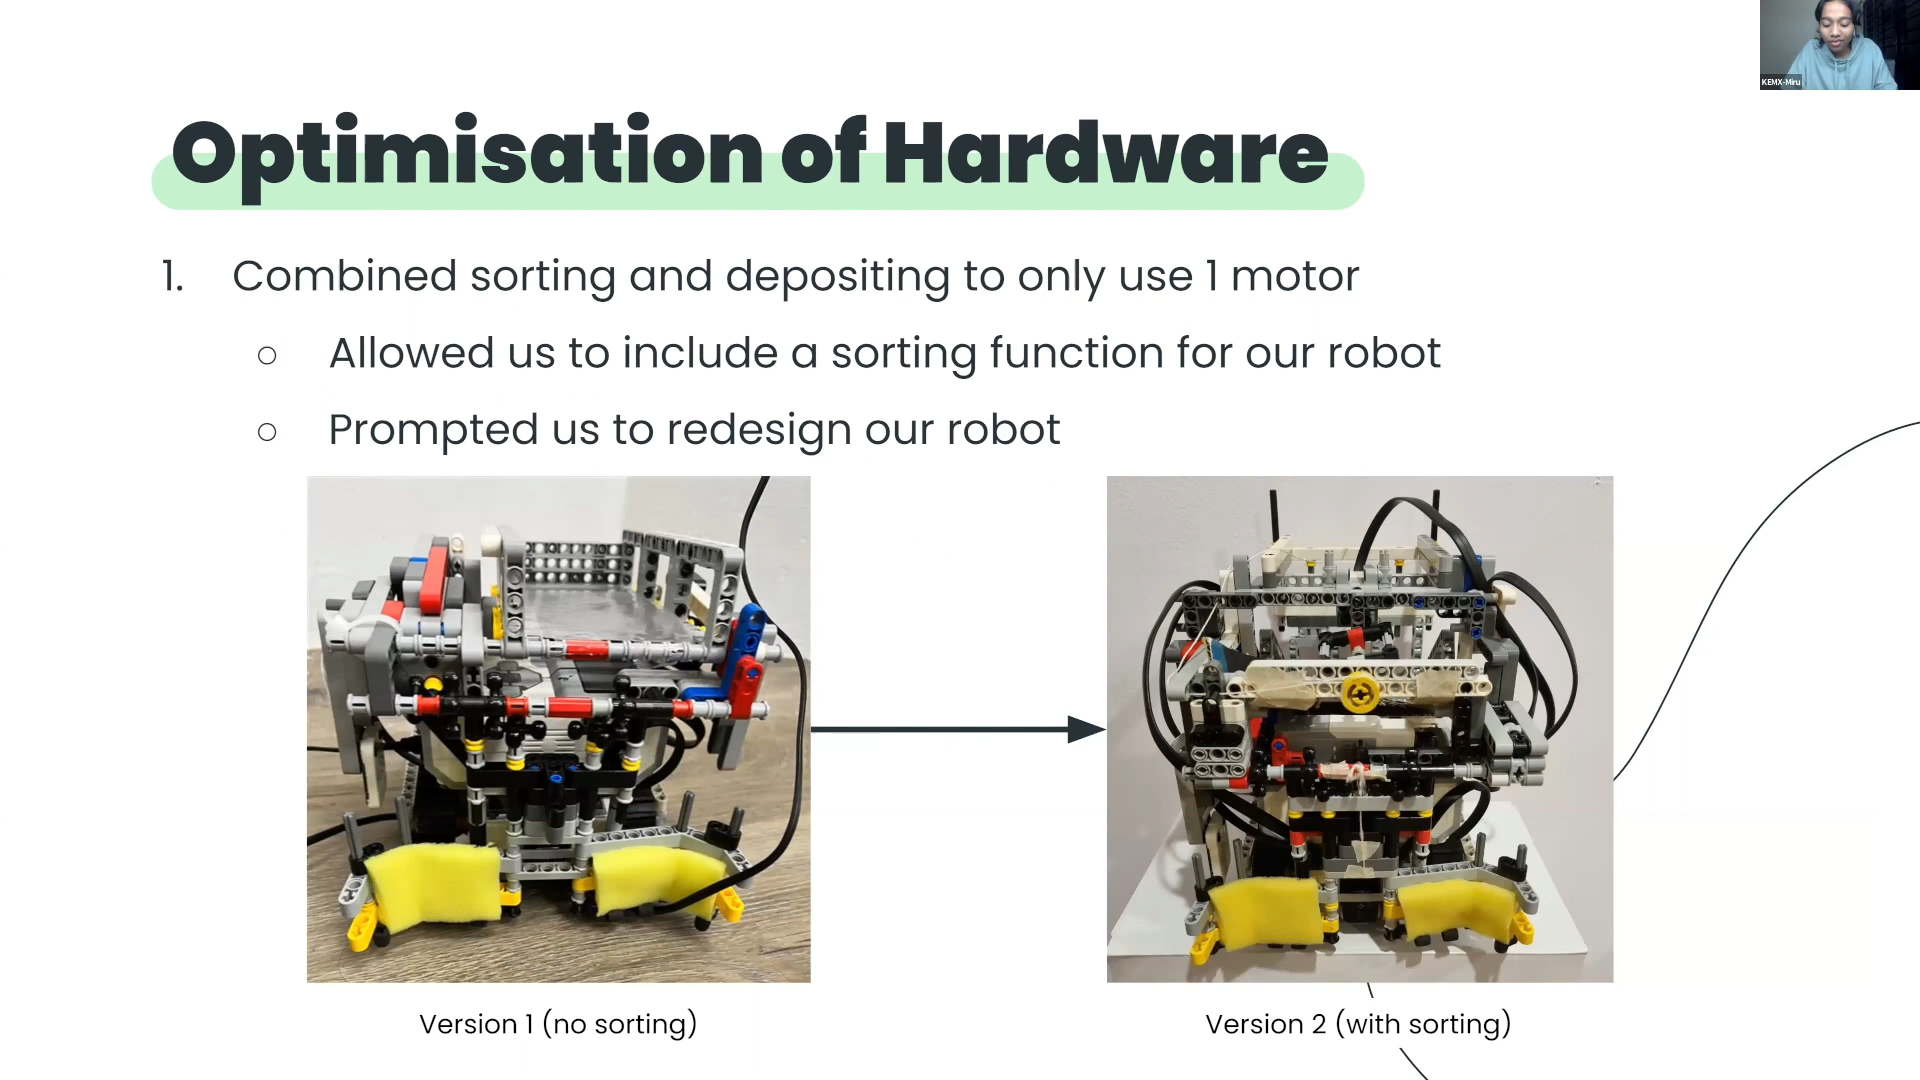 KEMX-Miru
Optimisation of Hardware
1. Combined sorting and depositing to only use 1 motor
○ Allowed us to include a sorting function for our robot
○ Prompted us to redesign our robot
Version 1 (no sorting)
Version 2 (with sorting)